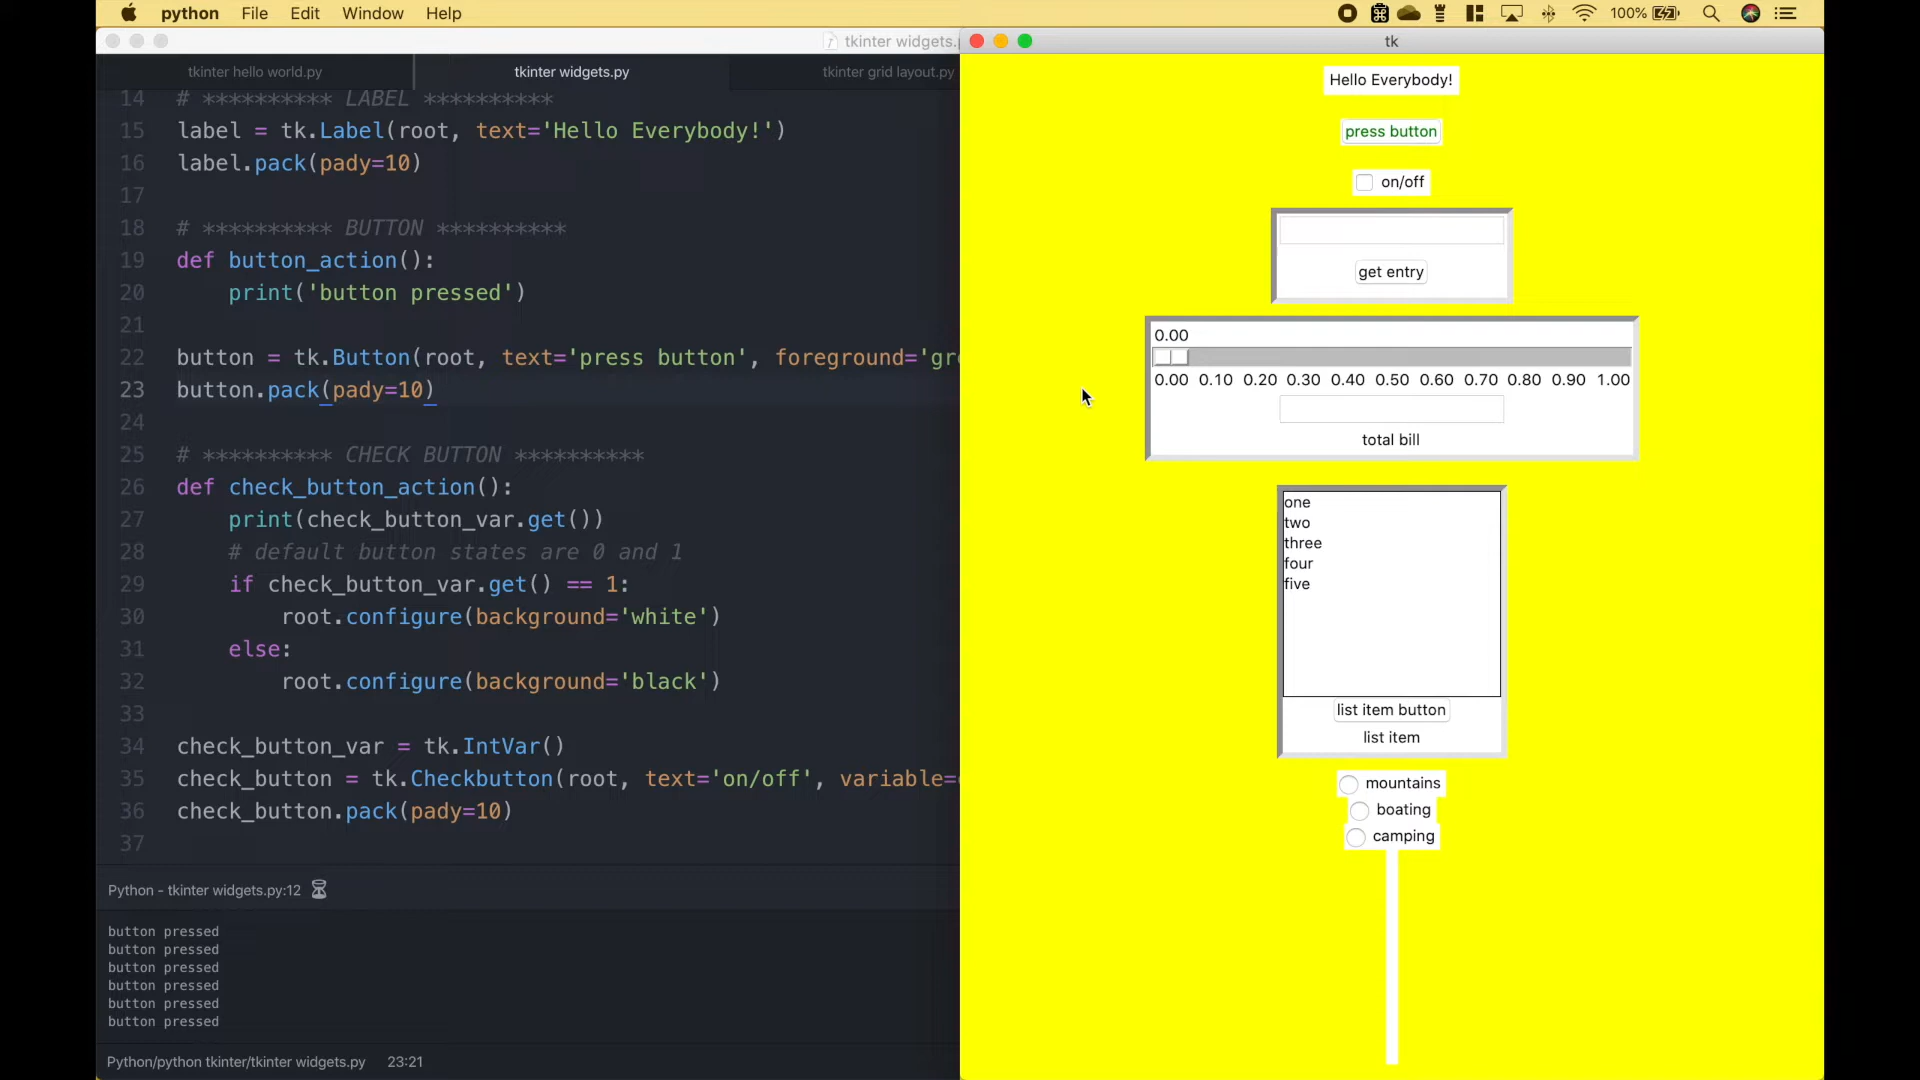 python File Edit Window Help 100%
tkinter widgets.p
tkinter hello world.py tkinter widgets.py tkinter grid layout.py
14 # ********** LABEL **********
15 label = tk.Label(root, text='Hello Everybody!')
16 label.pack(pady=10)
17
18 # ********** BUTTON **********
19 def button_action():
20 print('button pressed')
21
22 button = tk.Button(root, text='press button', foreground='gr
23 button.pack(pady=10)
24
25 # ********** CHECK BUTTON **********
26 def check_button_action():
27 print(check_button_var.get())
28 # default button states are 0 and 1
29 if check_button_var.get() == 1:
30 root.configure(background='white')
31 else:
32 root.configure(background='black')
33
34 check_button_var = tk.IntVar()
35 check_button = tk.Checkbutton(root, text='on/off', variable=
36 check_button.pack(pady=10)
37
Python - tkinter widgets.py:12
button pressed
button pressed
button pressed
button pressed
button pressed
button pressed
Python/python tkinter/tkinter widgets.py 23:21
tk
Hello Everybody!
press button
on/off
get entry
0.00
0.00 0.10 0.20 0.30 0.40 0.50 0.60 0.70 0.80 0.90 1.00
total bill
one
two
three
four
five
list item button
list item
mountains
boating
camping